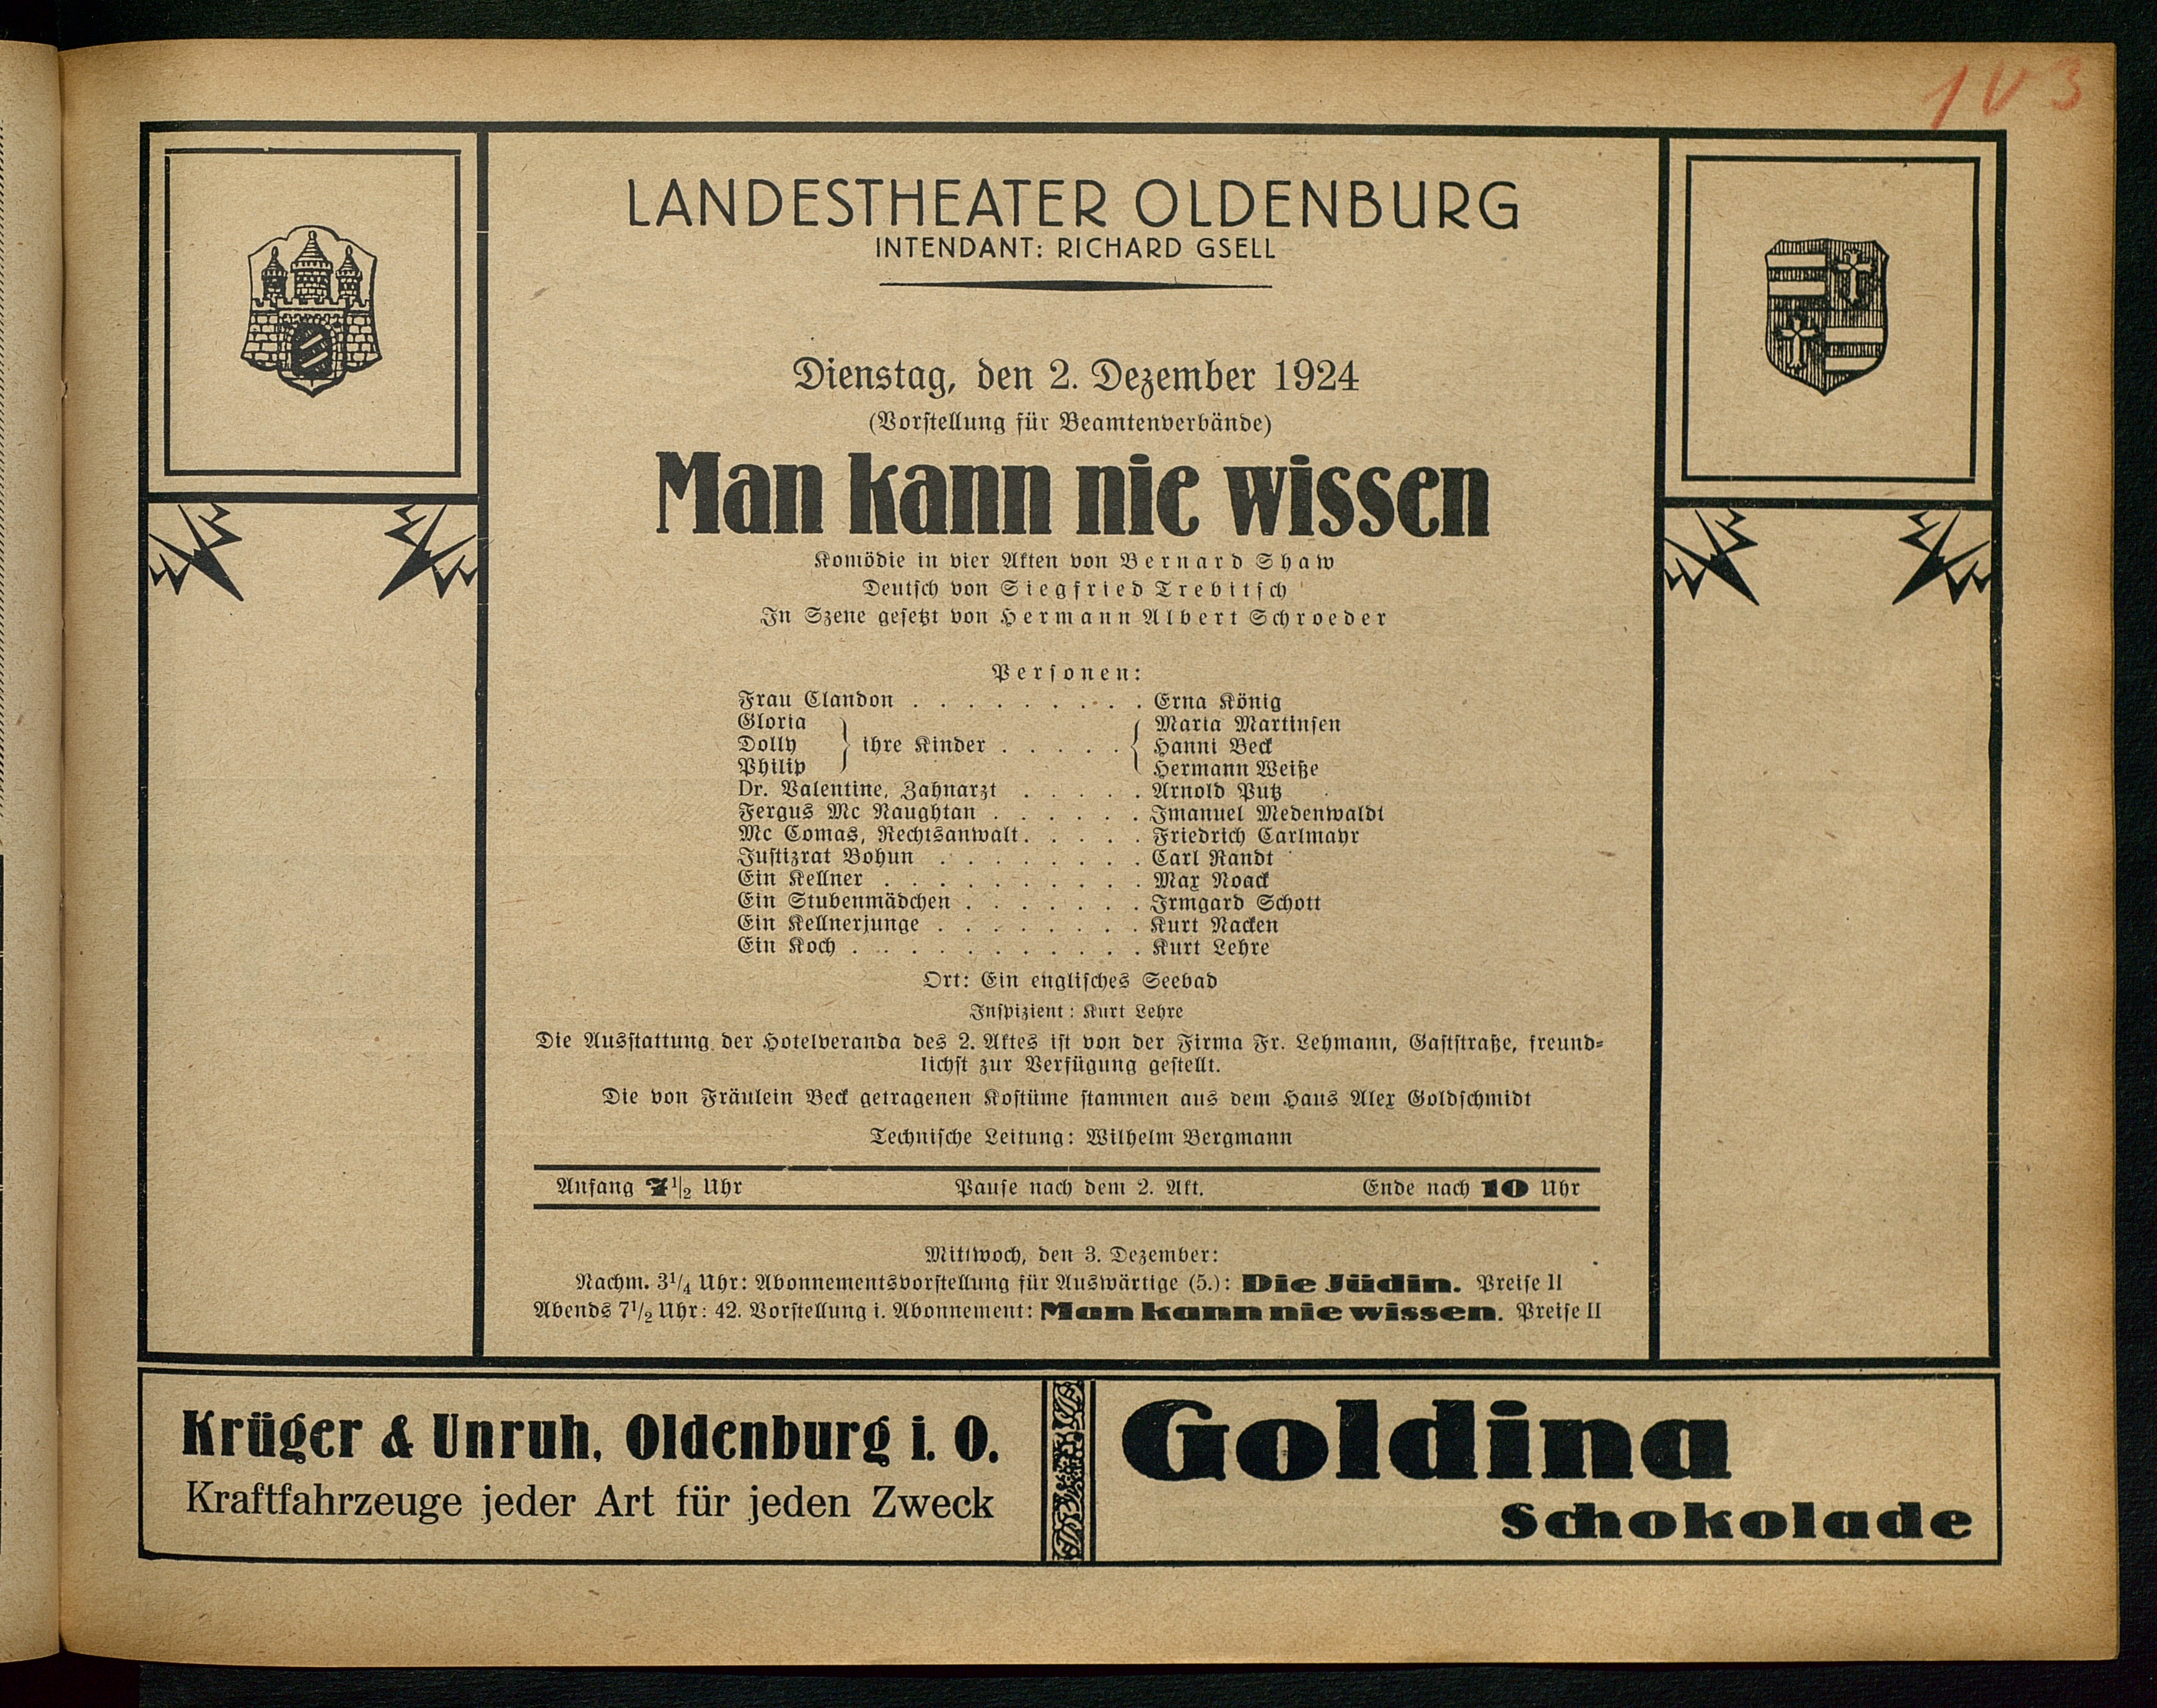 103
LANDESTHEATER OLDENBURG
INTENDANT: RICHARD GSELL
Dienstag, den 2. Dezember 1924
(Vorstellung für Beamtenverbände)
Man kann nie wissen
Komödie in vier Akten von Bernard Shaw
Deutsch von Siegfried Trebitsch
In Szene gesetzt von Hermann Albert Schroeder
Personen:
Frau Clandon . . . . . . . . . Erna König
Gloria } { Maria Martinsen
Dolly } ihre Kinder . . . . . { Hanni Beck
Philip } { Hermann Weiße
Dr. Valentine, Zahnarzt . . . . . Arnold Putz
Fergus Mc Naughtan . . . . . . Imanuel Medenwaldt
Mc Comas, Rechtsanwalt . . . . . Friedrich Carlmayr
Justizrat Bohun . . . . . . . . Carl Randt
Ein Kellner . . . . . . . . . . Max Noack
Ein Stubenmädchen . . . . . . . Irmgard Schott
Ein Kellnerjunge . . . . . . . . Kurt Nacken
Ein Koch . . . . . . . . . . . Kurt Lehre
Ort: Ein englisches Seebad
Inspizient: Kurt Lehre
Die Ausstattung der Hotelveranda des 2. Aktes ist von der Firma Fr. Lehmann, Gaststraße, freund-
lichst zur Verfügung gestellt.
Die von Fräulein Beck getragenen Kostüme stammen aus dem Haus Alex Goldschmidt
Technische Leitung: Wilhelm Bergmann
Anfang 7 1/2 Uhr Pause nach dem 2. Akt. Ende nach 10 Uhr
Mittwoch, den 3. Dezember:
Nachm. 3 1/4 Uhr: Abonnementsvorstellung für Auswärtige (5.): Die Jüdin. Preise II
Abends 7 1/2 Uhr: 42. Vorstellung i. Abonnement: Man kann nie wissen. Preise II
Krüger & Unruh, Oldenburg i. O.
Kraftfahrzeuge jeder Art für jeden Zweck
Goldina
Schokolade